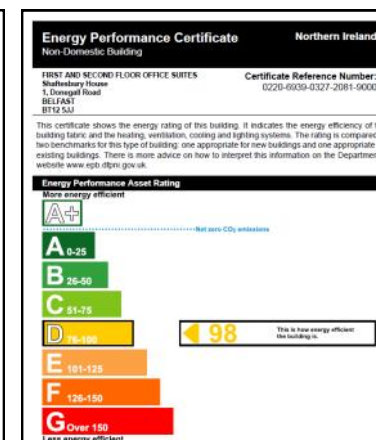 Energy Performance Certificate
Northern Ireland
Non-Domestic Building
FIRST AND SECOND FLOOR OFFICE SUITES
Shaftesbury House
1, Donegall Road
BELFAST
BT12 5JJ
Certificate Reference Number:
0220-6939-0327-2081-9000
This certificate shows the energy rating of this building. It indicates the energy efficiency of
building fabric and the heating, ventilation, cooling and lighting systems. The rating is compared
two benchmarks for this type of building: one appropriate for new buildings and one appropriate
existing buildings. There is more advice on how to interpret this information on the Department
website www.epb.dfpni.gov.uk.
Energy Performance Asset Rating
More energy efficient
A+
Net zero CO₂ emissions
A 0-25
B 26-50
C 51-75
D 76-100
98
This is how energy efficient
the building is.
E 101-125
F 126-150
G Over 150
Less energy efficient